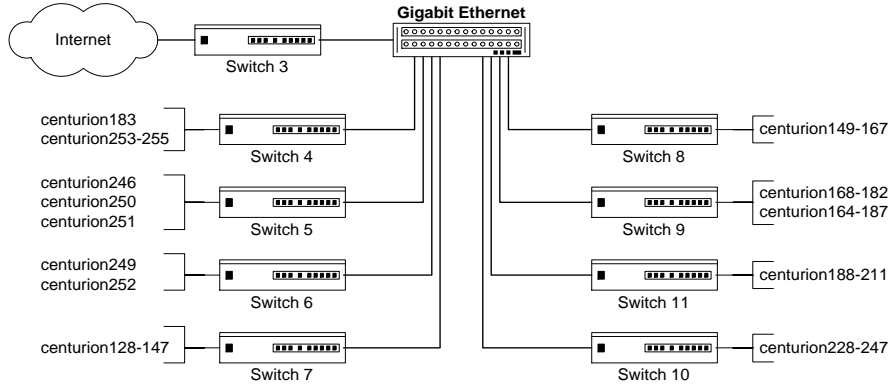 Gigabit Ethernet
Internet
Switch 3
centurion183
centurion253-255
Switch 4
centurion246
centurion250
centurion251
Switch 5
centurion249
centurion252
Switch 6
centurion128-147
Switch 7
centurion149-167
Switch 8
centurion168-182
centurion164-187
Switch 9
centurion188-211
Switch 11
centurion228-247
Switch 10